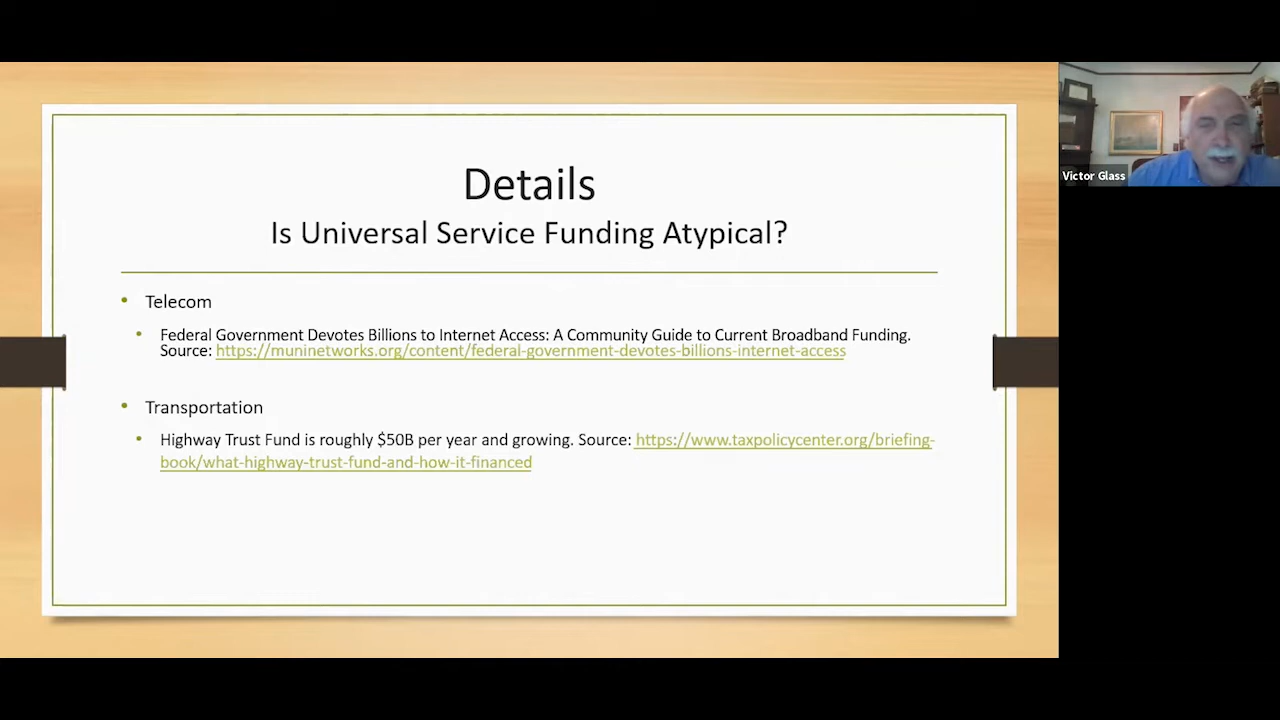 Details
Is Universal Service Funding Atypical?
• Telecom
• Federal Government Devotes Billions to Internet Access: A Community Guide to Current Broadband Funding.
Source: https://muninetworks.org/content/federal-government-devotes-billions-internet-access
• Transportation
• Highway Trust Fund is roughly $50B per year and growing. Source: https://www.taxpolicycenter.org/briefing-
book/what-highway-trust-fund-and-how-it-financed
Victor Glass